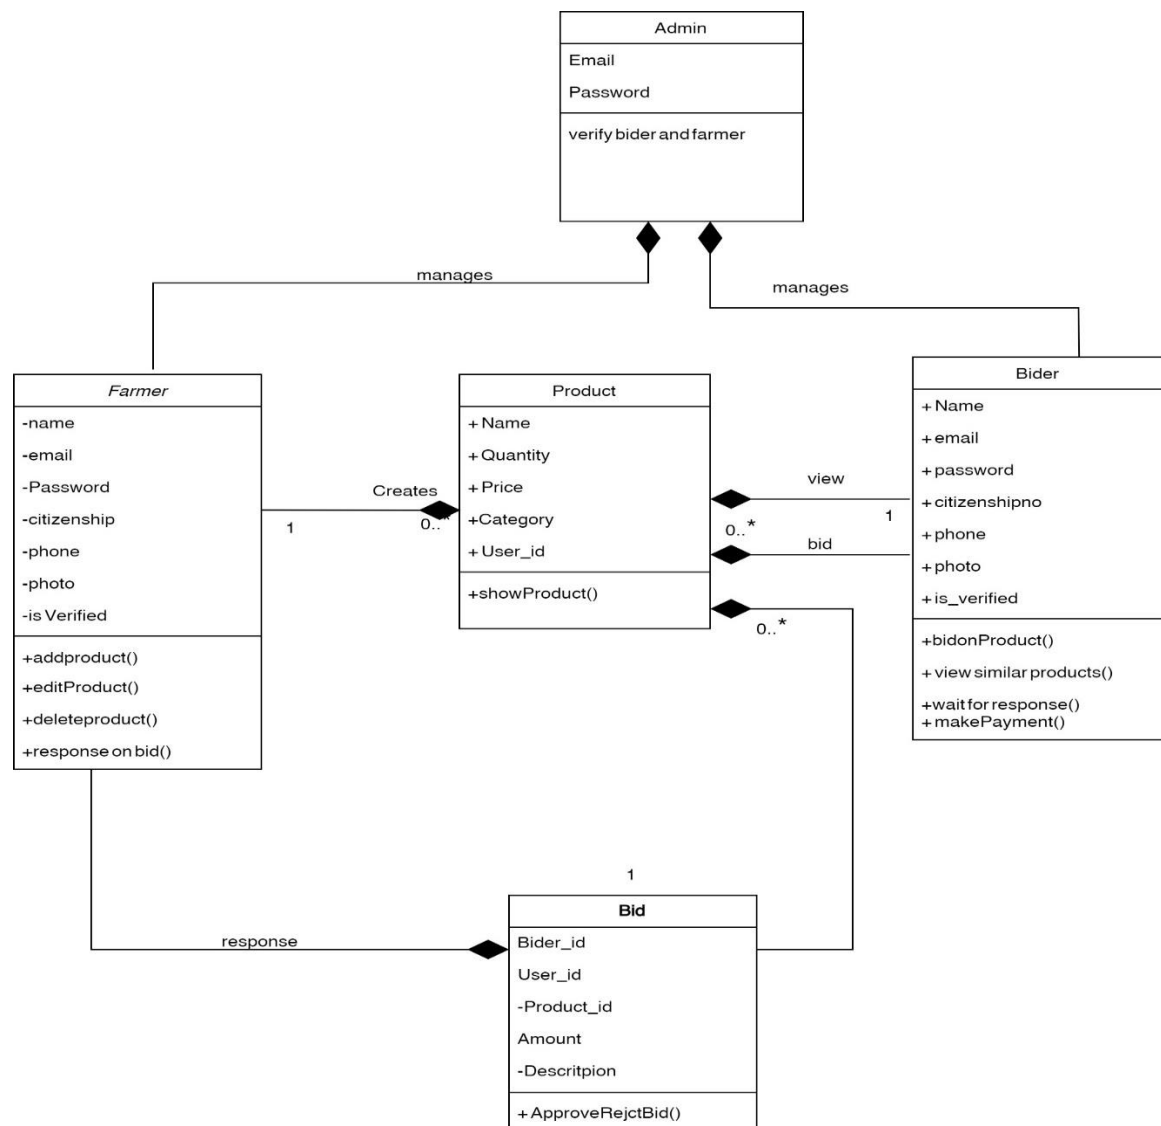 Admin
Email
Password
verify bider and farmer
manages
manages
Farmer
-name
-email
-Password
-citizenship
-phone
-photo
-is Verified
+addproduct()
+editProduct()
+deleteproduct()
+response on bid()
Creates
1
0..*
Product
+ Name
+ Quantity
+ Price
+Category
+ User_id
+showProduct()
view
0..*
1
bid
0..*
Bider
+ Name
+ email
+ password
+ citizenshipno
+ phone
+ photo
+ is_verified
+bidonProduct()
+ view similar products()
+wait for response()
+ makePayment()
1
response
Bid
Bider_id
User_id
-Product_id
Amount
-Descritpion
+ ApproveRejctBid()